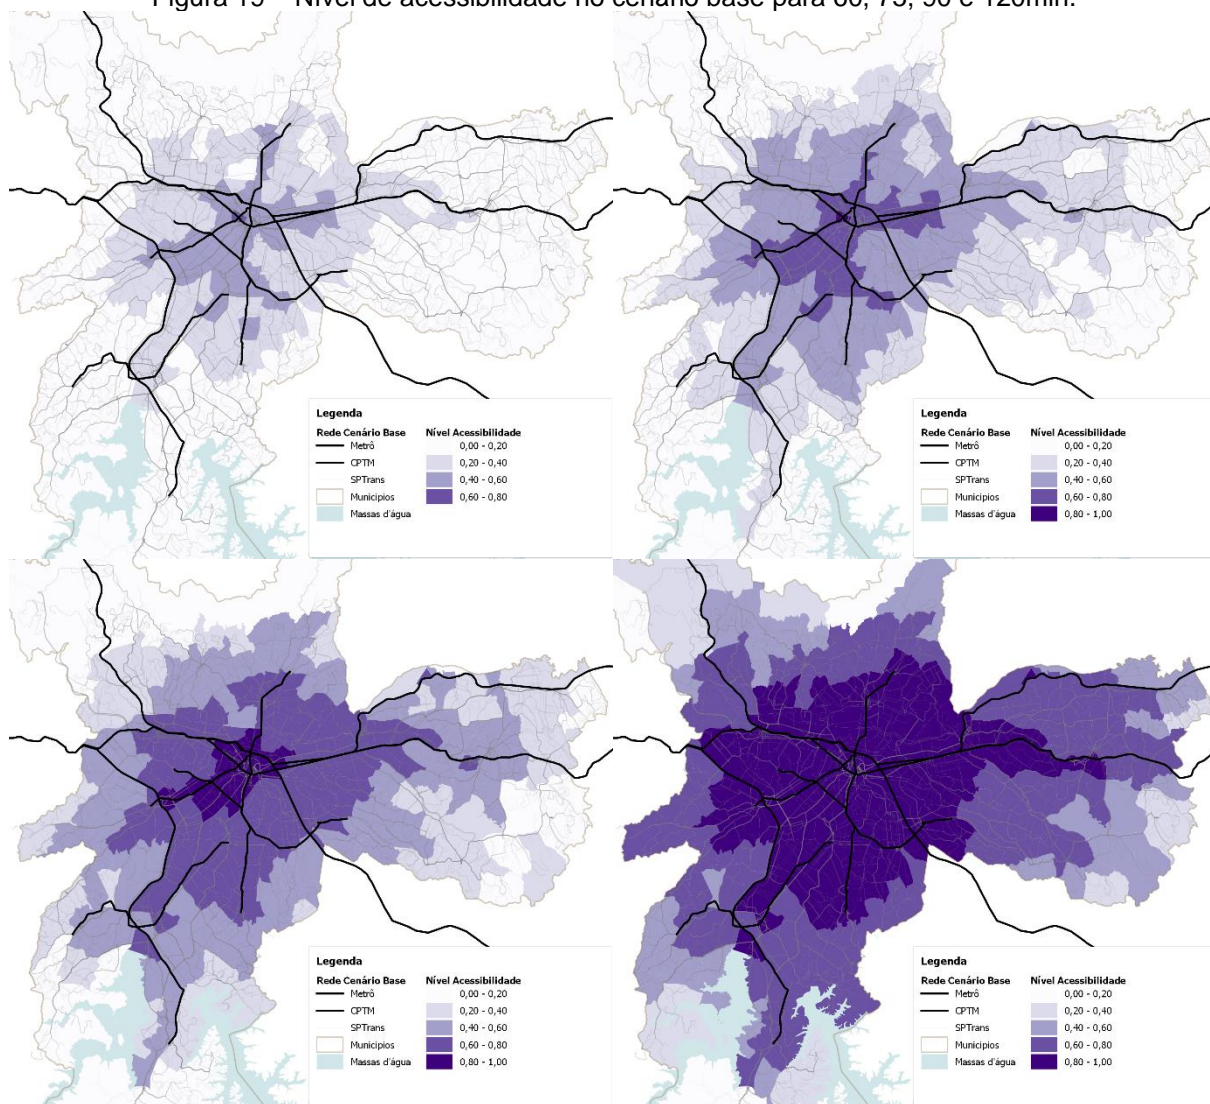 Figura 19 – Nível de acessibilidade no cenário base para 60, 75, 90 e 120min.
Legenda
Rede Cenário Base Nível Acessibilidade
Metrô 0,00 - 0,20
CPTM 0,20 - 0,40
SPTrans 0,40 - 0,60
Municipios 0,60 - 0,80
Massas d'água
Legenda
Rede Cenário Base Nível Acessibilidade
Metrô 0,00 - 0,20
CPTM 0,20 - 0,40
SPTrans 0,40 - 0,60
Municipios 0,60 - 0,80
Massas d'água 0,80 - 1,00
Legenda
Rede Cenário Base Nível Acessibilidade
Metrô 0,00 - 0,20
CPTM 0,20 - 0,40
SPTrans 0,40 - 0,60
Municipios 0,60 - 0,80
Massas d'água 0,80 - 1,00
Legenda
Rede Cenário Base Nível Acessibilidade
Metrô 0,00 - 0,20
CPTM 0,20 - 0,40
SPTrans 0,40 - 0,60
Municipios 0,60 - 0,80
Massas d'água 0,80 - 1,00